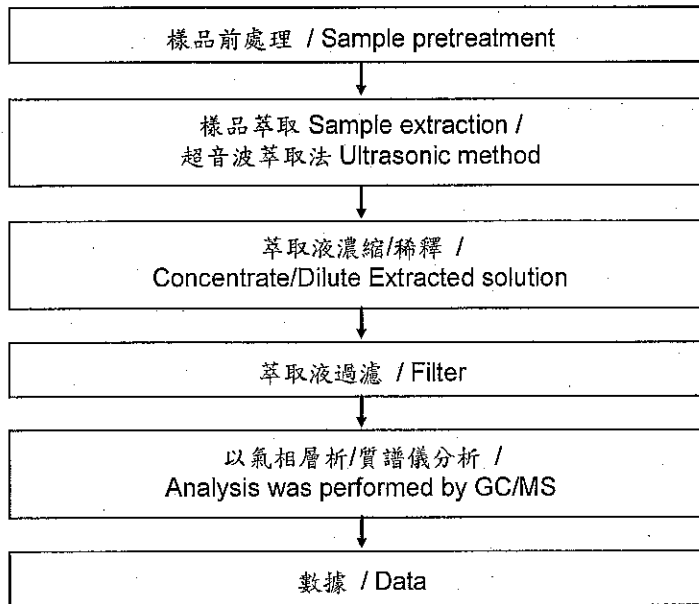 樣品前處理 / Sample pretreatment
樣品萃取 Sample extraction /
超音波萃取法 Ultrasonic method
萃取液濃縮/稀釋 /
Concentrate/Dilute Extracted solution
萃取液過濾 / Filter
以氣相層析/質譜儀分析 /
Analysis was performed by GC/MS
數據 / Data